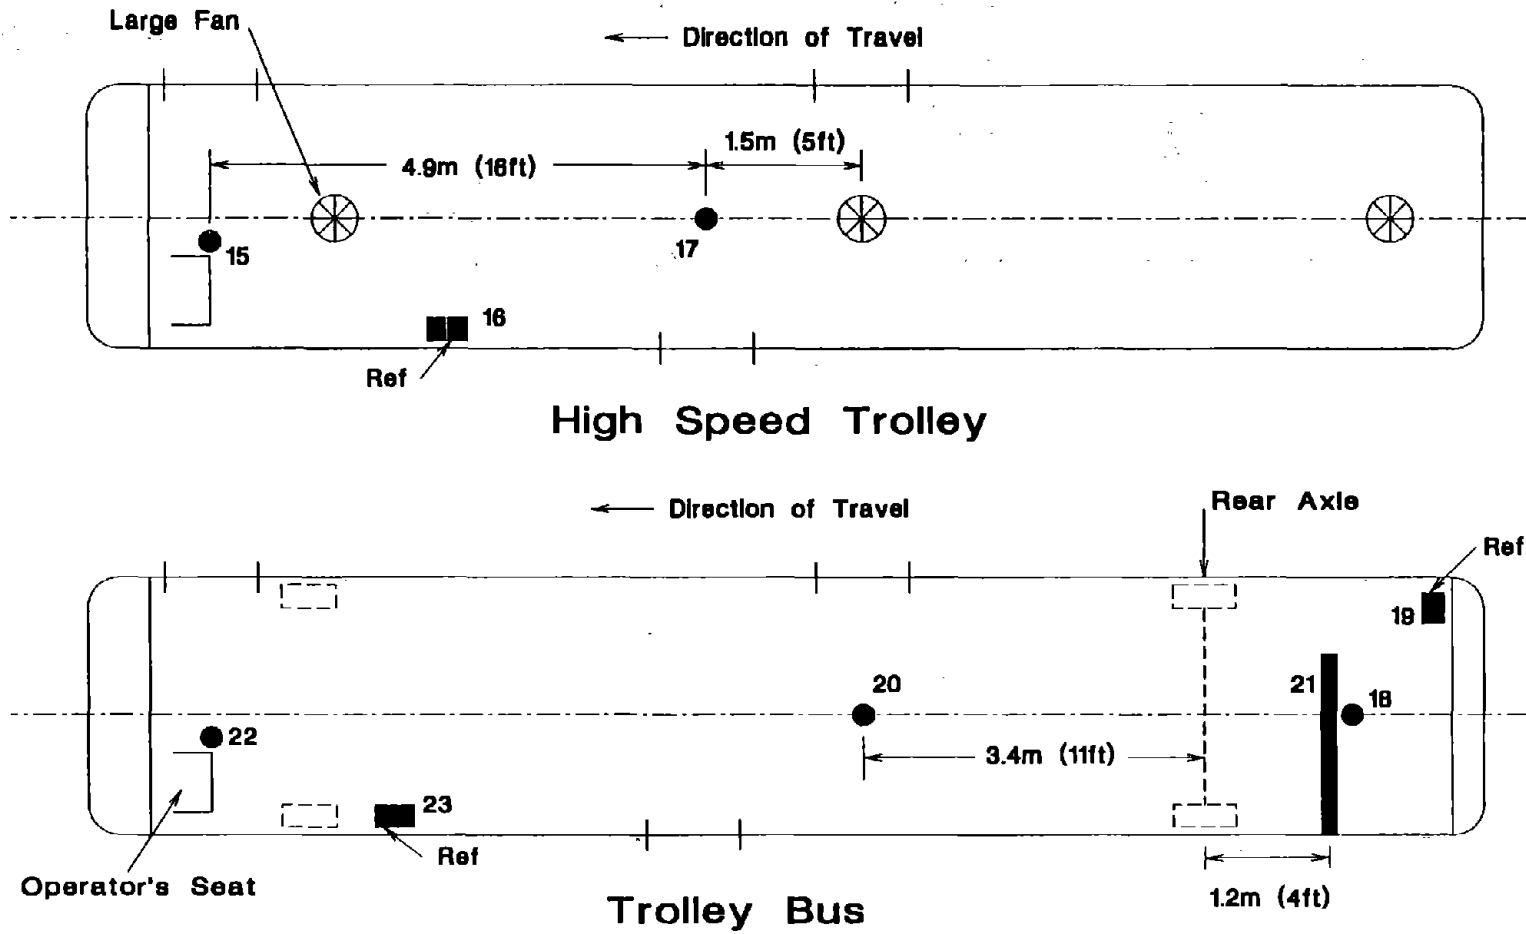 Large Fan
Direction of Travel
1.5m (5ft)
4.9m (16ft)
15
17
16
Ref
High Speed Trolley
Direction of Travel
Rear Axle
Ref
19
20
21
18
22
3.4m (11ft)
23
Ref
Operator's Seat
1.2m (4ft)
Trolley Bus